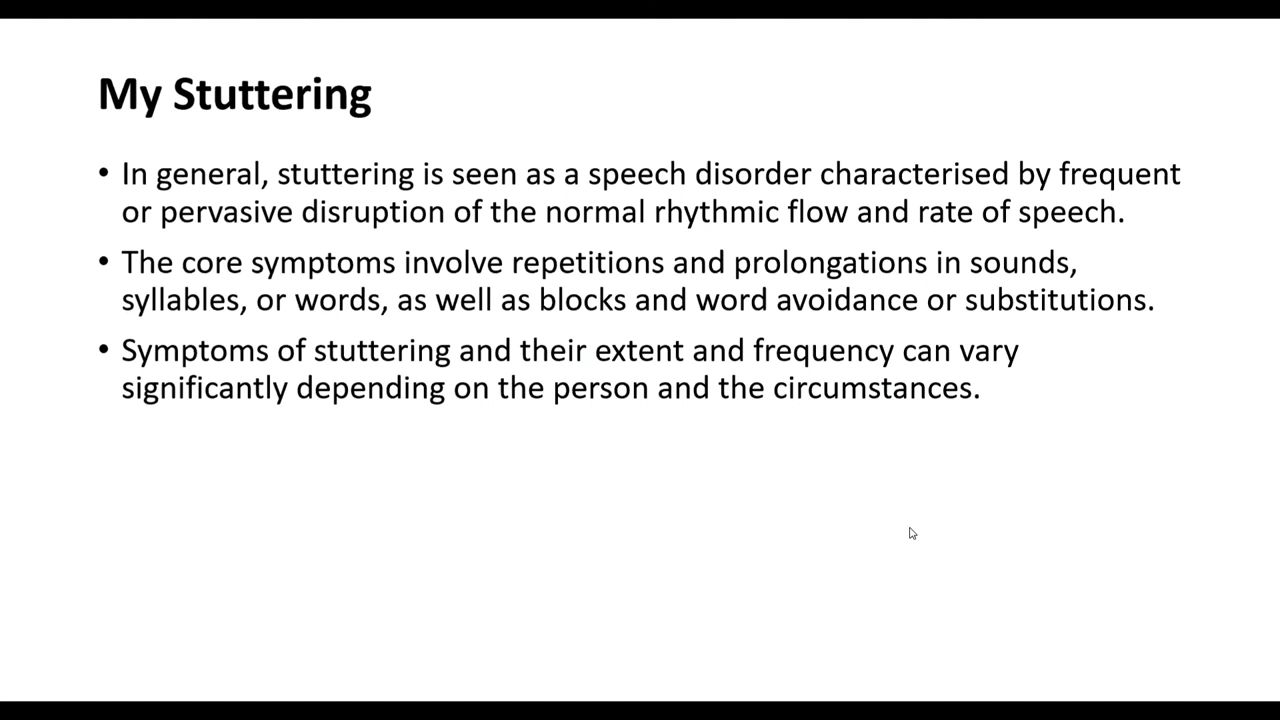 My Stuttering
• In general, stuttering is seen as a speech disorder characterised by frequent
or pervasive disruption of the normal rhythmic flow and rate of speech.
• The core symptoms involve repetitions and prolongations in sounds,
syllables, or words, as well as blocks and word avoidance or substitutions.
• Symptoms of stuttering and their extent and frequency can vary
significantly depending on the person and the circumstances.